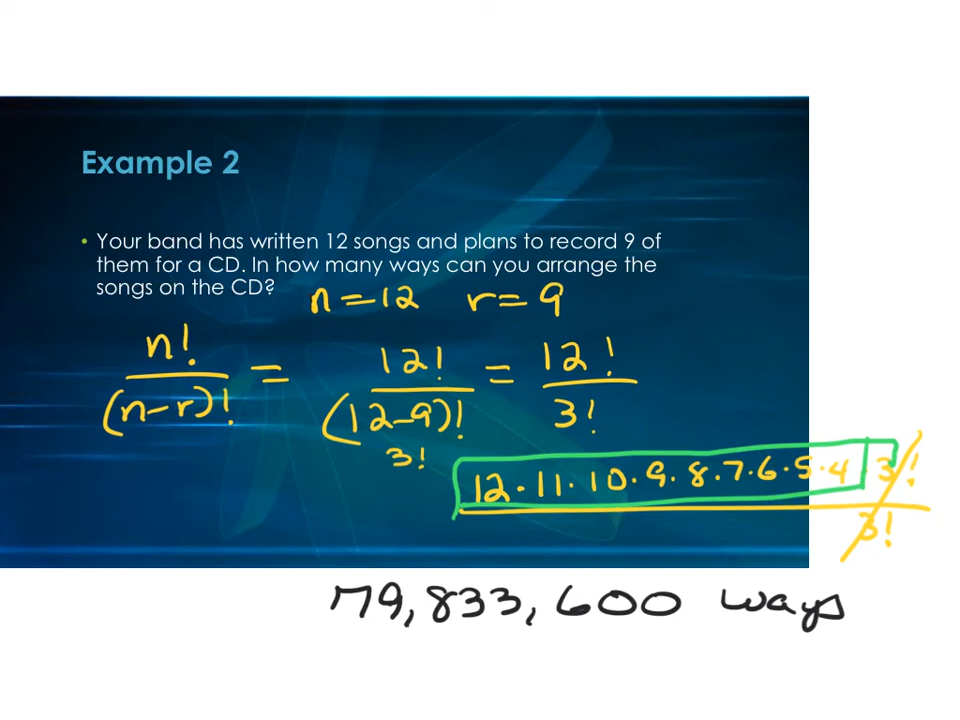 Example 2
• Your band has written 12 songs and plans to record 9 of
them for a CD. In how many ways can you arrange the
songs on the CD?
n=12 r=9
n!/(n-r)! = 12!/(12-9)! = 12!/3!
3!
12·11·10·9·8·7·6·5·4·3!
3!
79,833,600 ways